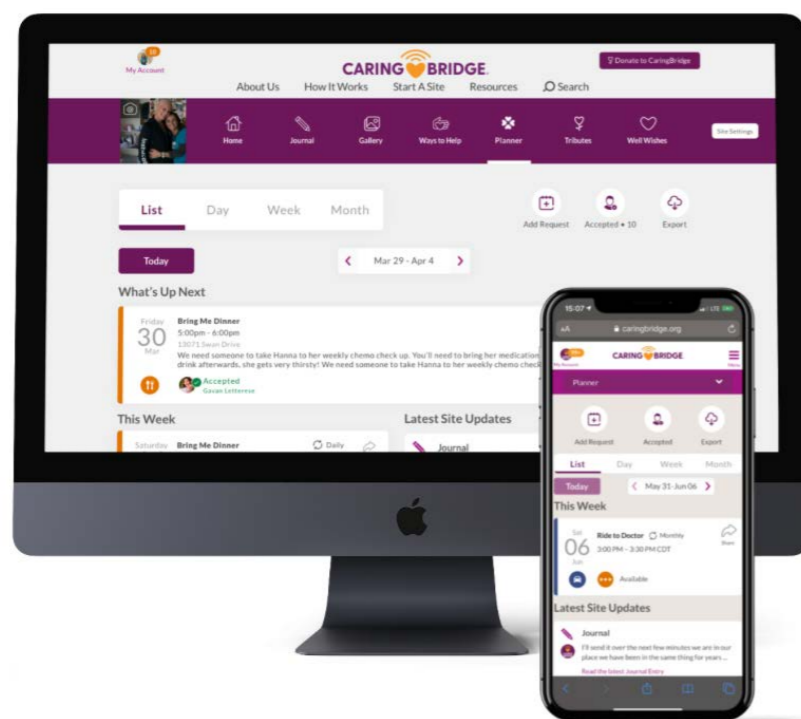 10
My Account
CARING BRIDGE
Donate to CaringBridge
About Us How It Works Start A Site Resources Search
Home Journal Gallery Ways to Help Planner Tributes Well Wishes Site Settings
List Day Week Month
Add Request Accepted • 10 Export
Today Mar 29 - Apr 4
What's Up Next
Friday
30
Mar
Bring Me Dinner
5:00pm - 6:00pm
13071 Swan Drive
We need someone to take Hanna to her weekly chemo check up. You'll need to bring her medication
drink afterwards, she gets very thirsty! We need someone to take Hanna to her weekly chemo check
Accepted
Gavan Letterese
This Week Latest Site Updates
Saturday Bring Me Dinner Daily Journal
15:07 LTE
AA caringbridge.org
My Account CARING BRIDGE Menu
Planner
Add Request Accepted Export
List Day Week Month
Today May 31-Jun 06
This Week
Sat
06
Jun
Ride to Doctor Monthly Share
3:00 PM - 3:30 PM CDT
Available
Latest Site Updates
Journal
I'll send it over the next few minutes we are in our
place we have been in the same thing for years ...
Read the latest Journal Entry